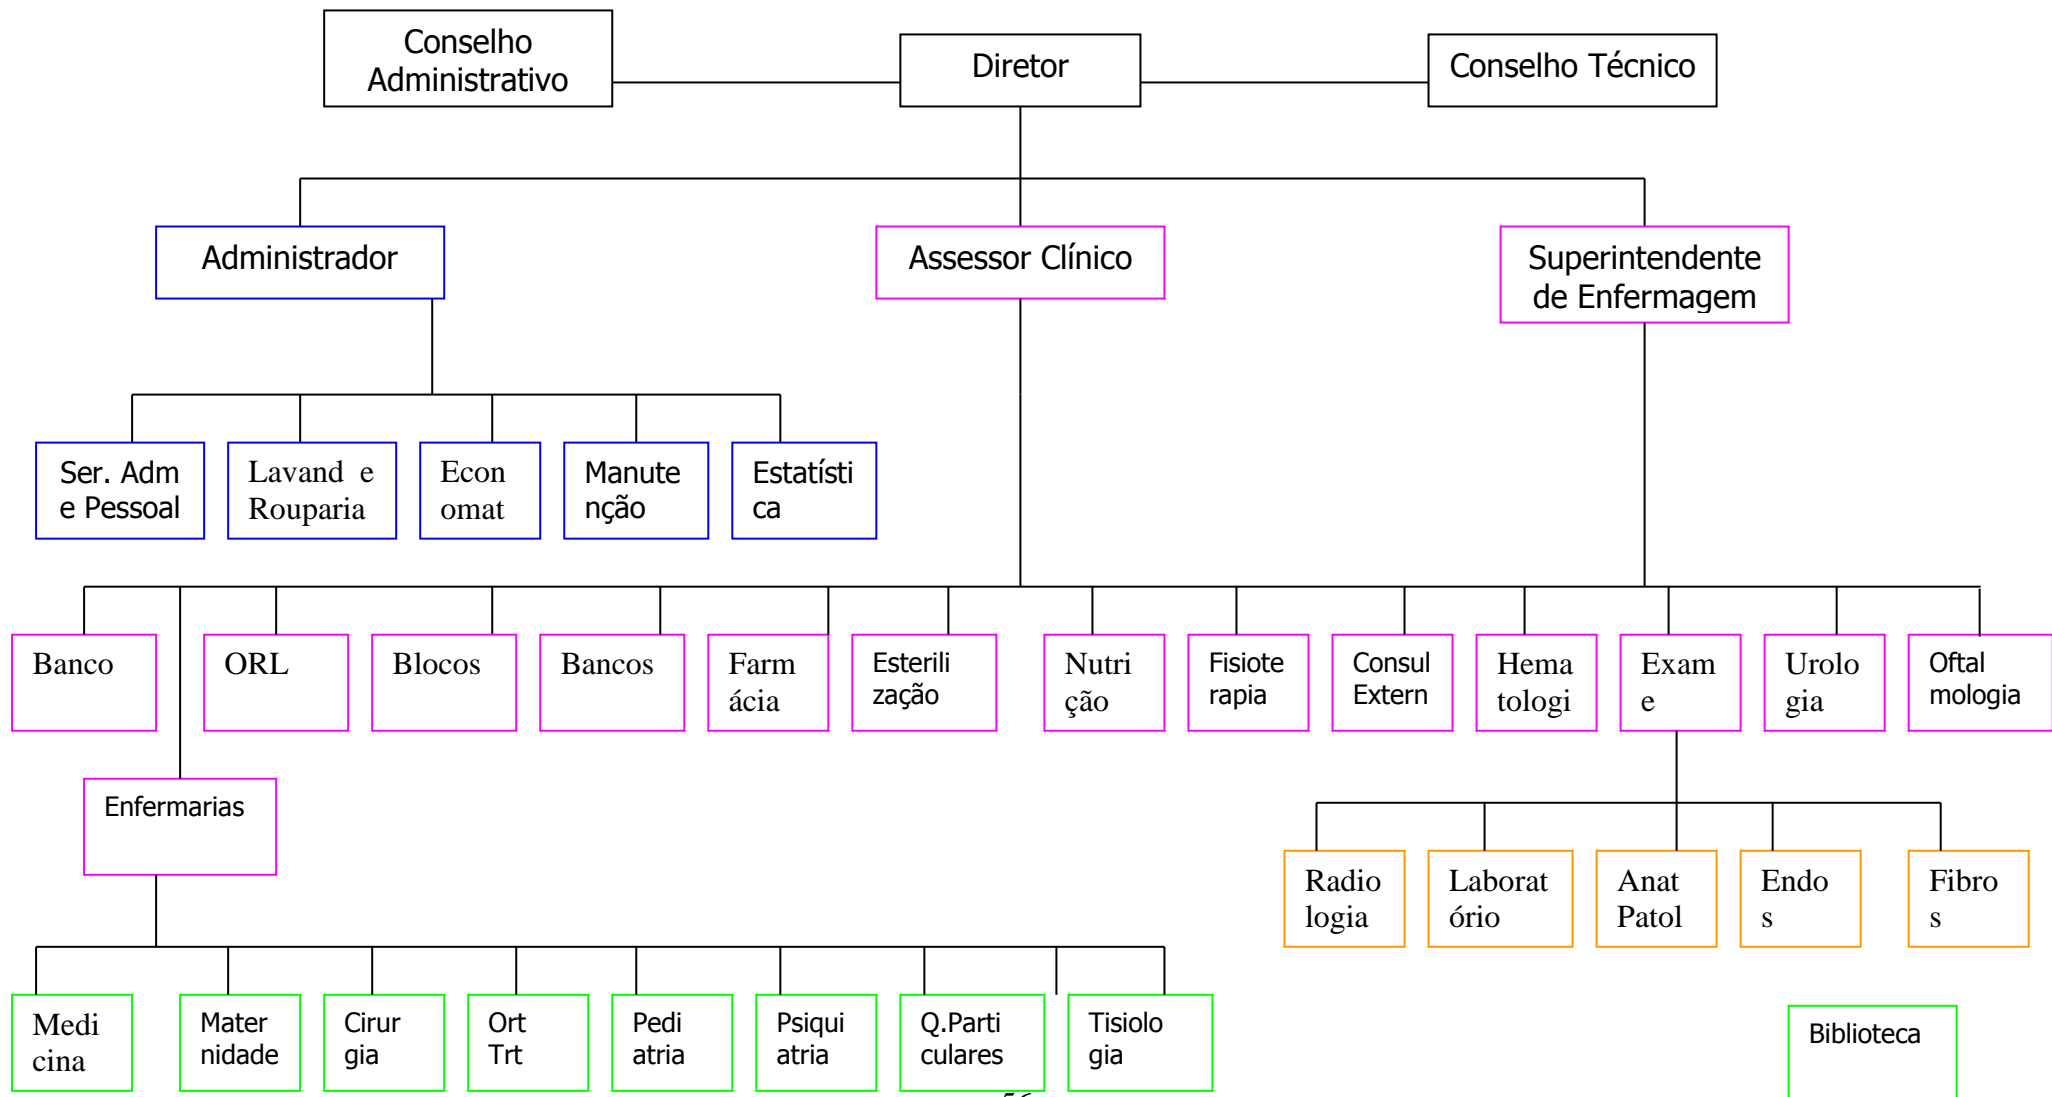 Conselho
Administrativo
Diretor
Conselho Técnico
Administrador
Assessor Clínico
Superintendente
de Enfermagem
Ser. Adm
e Pessoal
Lavand e
Rouparia
Econ
omat
Manute
nção
Estatísti
ca
Banco
ORL
Blocos
Bancos
Farm
ácia
Esterili
zação
Nutri
ção
Fisiote
rapia
Consul
Extern
Hema
tologi
Exam
e
Urolo
gia
Oftal
mologia
Enfermarias
Radio
logia
Laborat
ório
Anat
Patol
Endo
s
Fibro
s
Medi
cina
Mater
nidade
Cirur
gia
Ort
Trt
Pedi
atria
Psiqui
atria
Q.Parti
culares
Tisiolo
gia
Biblioteca